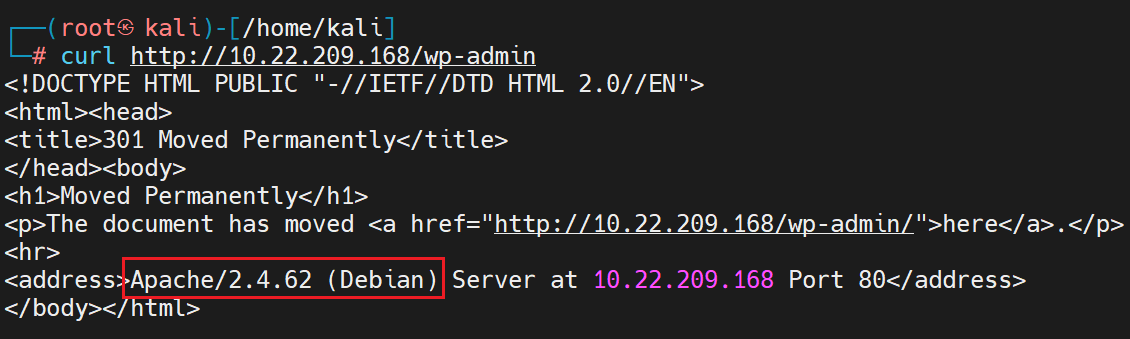 ┌──(root㉿ kali)-[/home/kali]
└─# curl http://10.22.209.168/wp-admin
<!DOCTYPE HTML PUBLIC "-//IETF//DTD HTML 2.0//EN">
<html><head>
<title>301 Moved Permanently</title>
</head><body>
<h1>Moved Permanently</h1>
<p>The document has moved <a href="http://10.22.209.168/wp-admin/">here</a>.</p>
<hr>
<address>Apache/2.4.62 (Debian) Server at 10.22.209.168 Port 80</address>
</body></html>